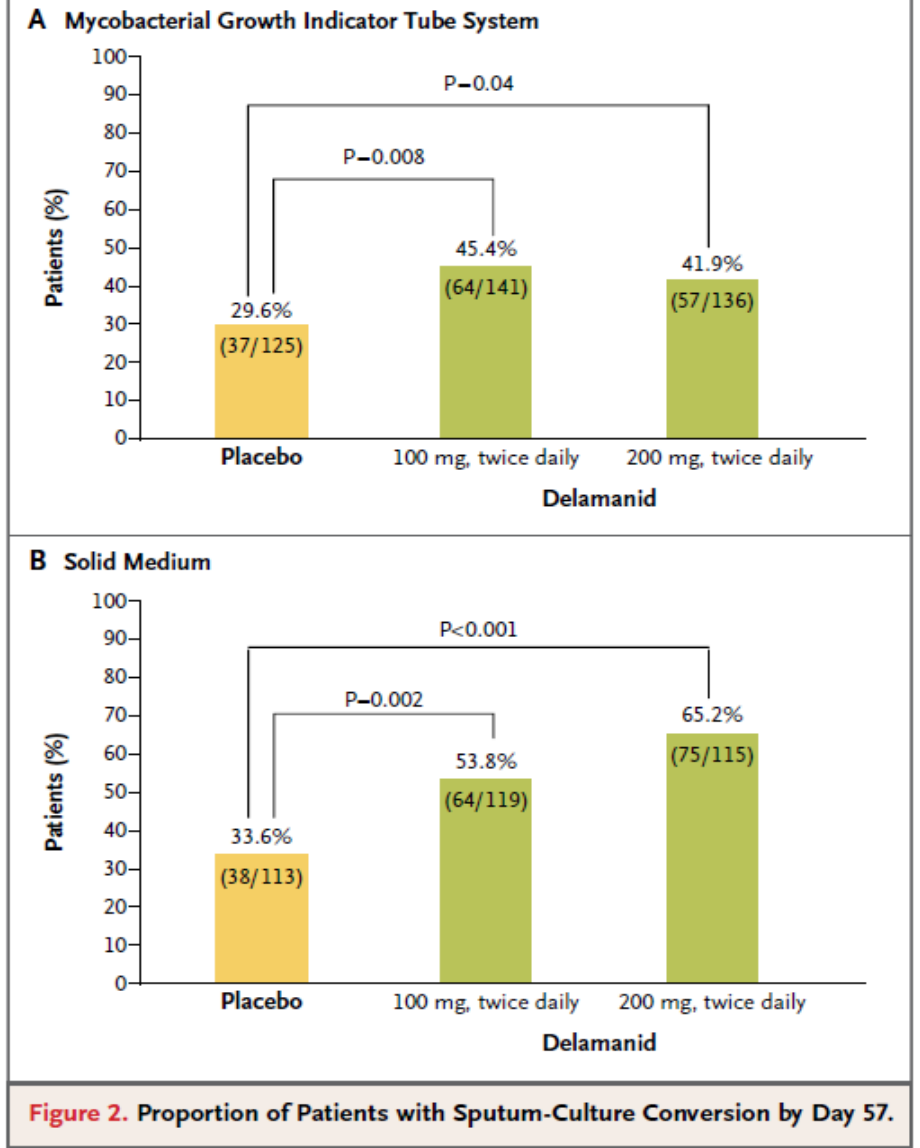 A Mycobacterial Growth Indicator Tube System
100
90
80
70
60
50
40
30
20
10
0
Patients (%)
P=0.04
P=0.008
29.6%
(37/125)
45.4%
(64/141)
41.9%
(57/136)
Placebo
100 mg, twice daily
200 mg, twice daily
Delamanid
B Solid Medium
100
90
80
70
60
50
40
30
20
10
0
Patients (%)
P<0.001
P=0.002
33.6%
(38/113)
53.8%
(64/119)
65.2%
(75/115)
Placebo
100 mg, twice daily
200 mg, twice daily
Delamanid
Figure 2. Proportion of Patients with Sputum-Culture Conversion by Day 57.